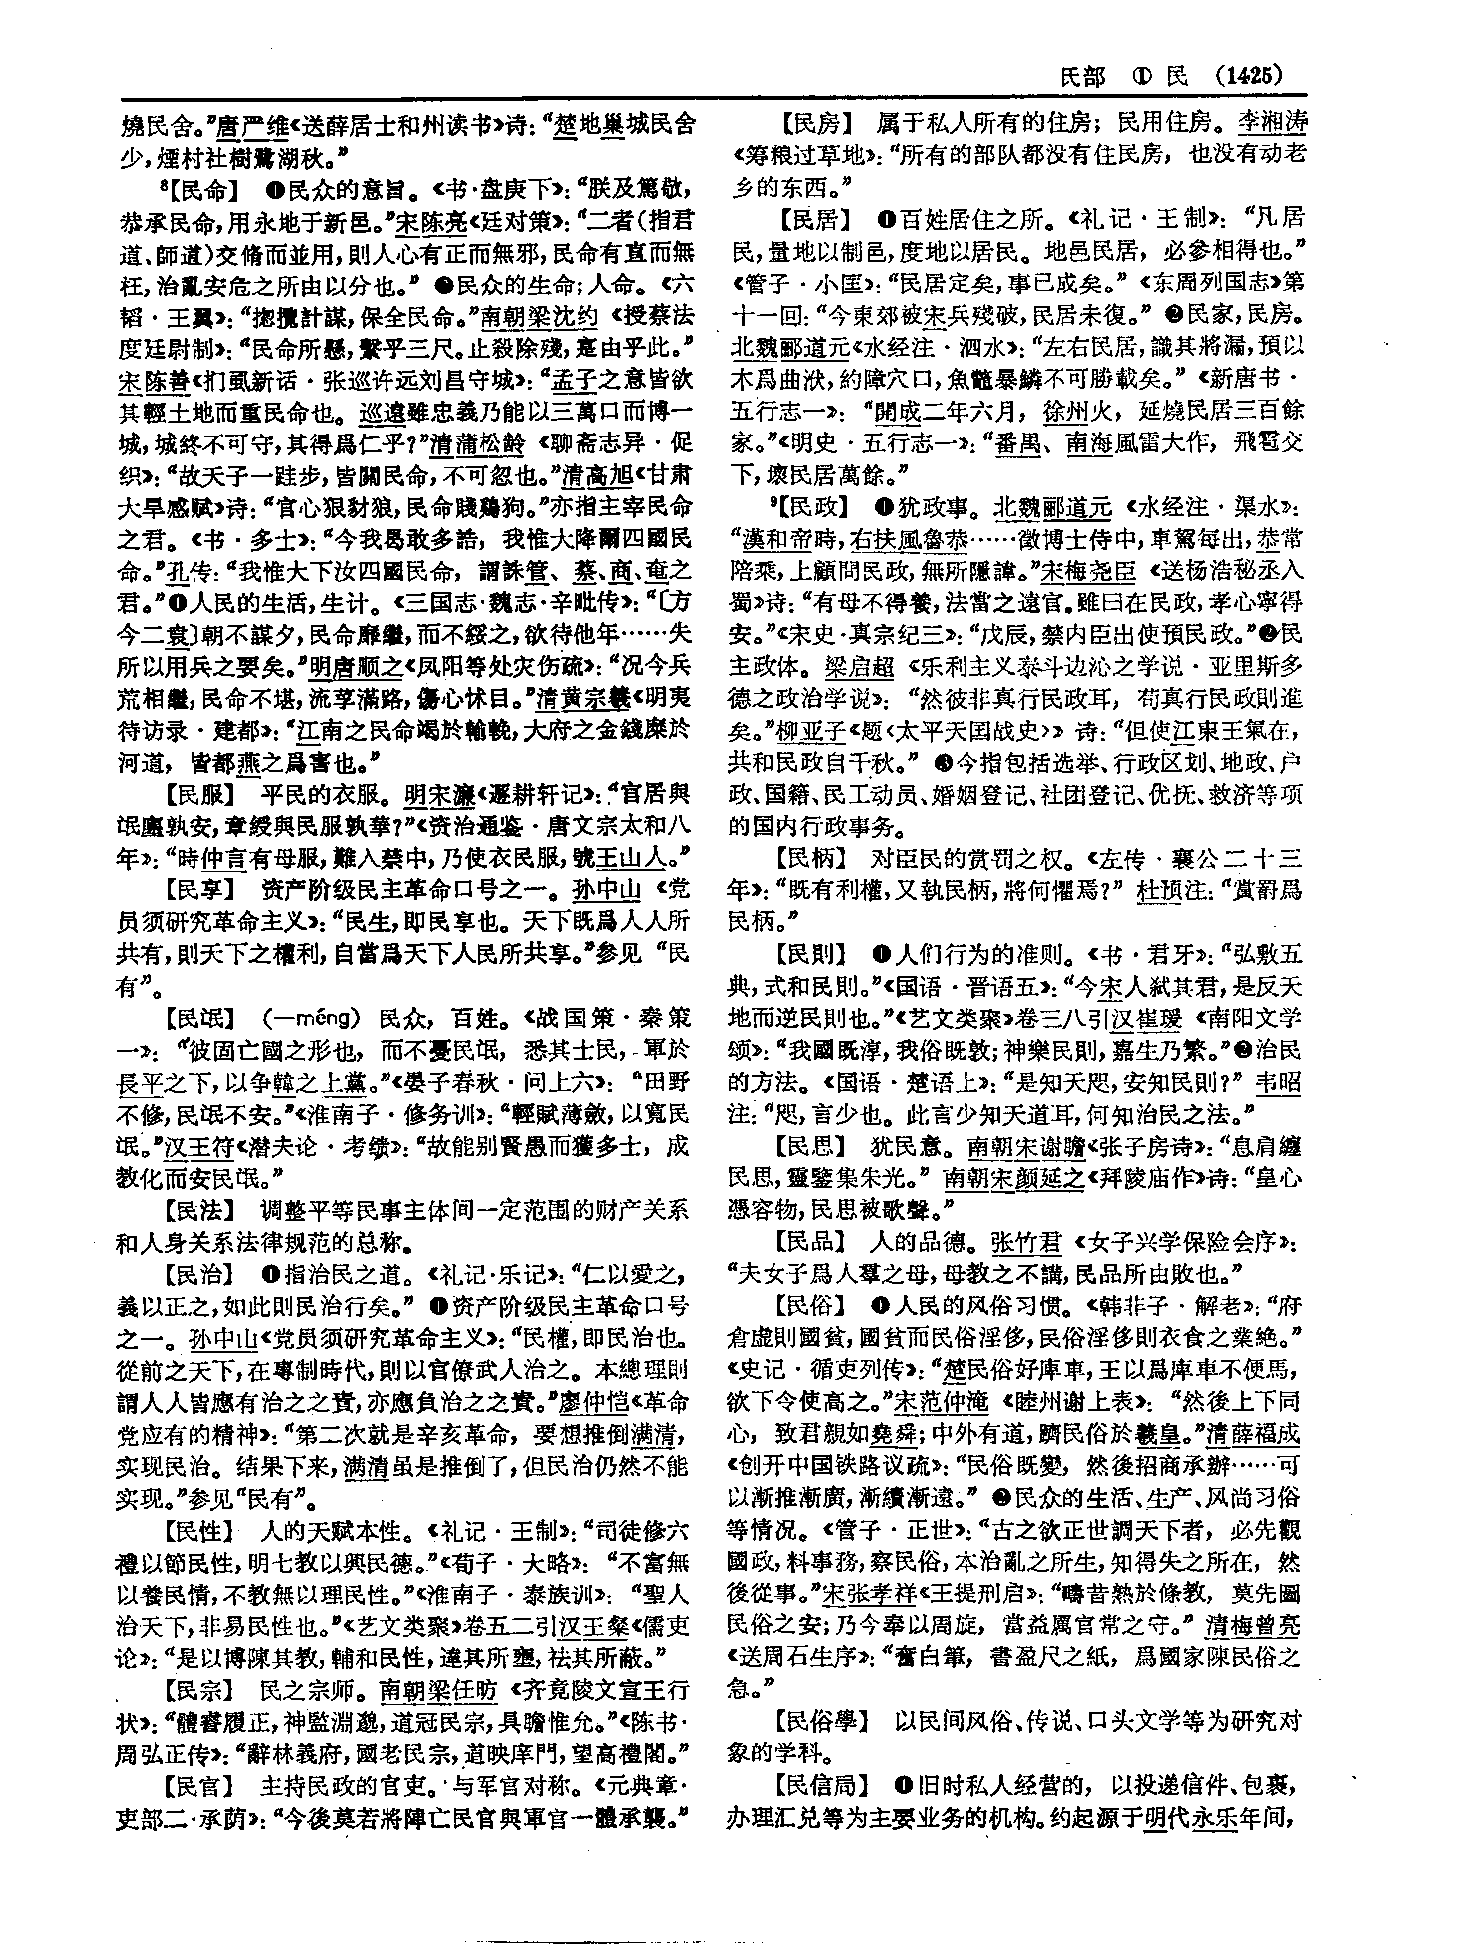 氏部 ① 民 (1425)
燒民舍。”唐严维《送薛居士和州读书》诗：“楚地巢城民舍
少，煙村社樹鷺湖秋。”
⁸【民命】 ❶民众的意旨。《书·盘庚下》：“朕及篤敬，
恭承民命，用永地于新邑。”宋陈亮《廷对策》：“二者（指君
道、師道）交脩而並用，則人心有正而無邪，民命有直而無
枉，治亂安危之所由以分也。” ❷民众的生命；人命。《六
韬·王翼》：“揔攬計謀，保全民命。”南朝梁沈约《授蔡法
度廷尉制》：“民命所懸，繫乎三尺。止殺除殘，寔由乎此。”
宋陈善《扪虱新话·张巡许远刘昌守城》：“孟子之意皆欲
其輕土地而重民命也。巡遠雖忠義乃能以三萬口而博一
城，城終不可守，其得爲仁乎？”清蒲松龄《聊斋志异·促
织》：“故天子一跬步，皆關民命，不可忽也。”清高旭《甘肃
大旱感赋》诗：“官心狠豺狼，民命賤鷄狗。”亦指主宰民命
之君。《书·多士》：“今我曷敢多誥，我惟大降爾四國民
命。”孔传：“我惟大下汝四國民命，謂誅管、蔡、商、奄之
君。”❸人民的生活，生计。《三国志·魏志·辛毗传》：“〔方
今二袁〕朝不謀夕，民命靡繼，而不綏之，欲待他年……失
所以用兵之要矣。”明唐顺之《凤阳等处灾伤疏》：“况今兵
荒相繼，民命不堪，流莩滿路，傷心怵目。”清黄宗羲《明夷
待访录·建都》：“江南之民命竭於輸輓，大府之金錢靡於
河道，皆都燕之爲害也。”
【民服】 平民的衣服。明宋濂《遯耕轩记》：“官居與
氓廛孰安，章綬與民服孰華？”《资治通鉴·唐文宗太和八
年》：“時仲言有母服，難入禁中，乃使衣民服，號王山人。”
【民享】 资产阶级民主革命口号之一。孙中山《党
员须研究革命主义》：“民生，即民享也。天下既爲人人所
共有，則天下之權利，自當爲天下人民所共享。”参见“民
有”。
【民氓】 （—méng）民众，百姓。《战国策·秦策
一》：“彼固亡國之形也，而不憂民氓，悉其士民，軍於
長平之下，以争韓之上黨。”《晏子春秋·问上六》：“田野
不修，民氓不安。”《淮南子·修务训》：“輕賦薄斂，以寬民
氓。”汉王符《潜夫论·考绩》：“故能别賢愚而獲多士，成
教化而安民氓。”
【民法】 调整平等民事主体间一定范围的财产关系
和人身关系法律规范的总称。
【民治】 ❶指治民之道。《礼记·乐记》：“仁以愛之，
義以正之，如此則民治行矣。” ❷资产阶级民主革命口号
之一。孙中山《党员须研究革命主义》：“民權，即民治也。
從前之天下，在專制時代，則以官僚武人治之。本總理則
謂人人皆應有治之之責，亦應負治之之責。”廖仲恺《革命
党应有的精神》：“第二次就是辛亥革命，要想推倒满清，
实现民治。结果下来，满清虽是推倒了，但民治仍然不能
实现。”参见“民有”。
【民性】 人的天赋本性。《礼记·王制》：“司徒修六
禮以節民性，明七教以興民德。”《荀子·大略》：“不富無
以養民情，不教無以理民性。”《淮南子·泰族训》：“聖人
治天下，非易民性也。”《艺文类聚》卷五二引汉王粲《儒吏
论》：“是以博陳其教，輔和民性，達其所壅，祛其所蔽。”
【民宗】 民之宗师。南朝梁任昉《齐竟陵文宣王行
状》：“體睿履正，神監淵邈，道冠民宗，具瞻惟允。”《陈书·
周弘正传》：“辭林義府，國老民宗，道映庠門，望高禮閣。”
【民官】 主持民政的官吏。与军官对称。《元典章·
吏部二·承荫》：“今後莫若將陣亡民官與軍官一體承襲。”
【民房】 属于私人所有的住房；民用住房。李湘涛
《筹粮过草地》：“所有的部队都没有住民房，也没有动老
乡的东西。”
【民居】 ❶百姓居住之所。《礼记·王制》：“凡居
民，量地以制邑，度地以居民。地邑民居，必参相得也。”
《管子·小匡》：“民居定矣，事已成矣。”《东周列国志》第
十一回：“今東郊被宋兵殘破，民居未復。” ❷民家，民房。
北魏郦道元《水经注·泗水》：“左右民居，識其將漏，預以
木爲曲洑，約障穴口，魚鼈暴鱗不可勝載矣。”《新唐书·
五行志一》：“開成二年六月，徐州火，延燒民居三百餘
家。”《明史·五行志一》：“番禺、南海風雷大作，飛雹交
下，壞民居萬餘。”
⁹【民政】 ❶犹政事。北魏郦道元《水经注·渠水》：
“漢和帝時，右扶風魯恭……徵博士侍中，車駕每出，恭常
陪乘，上顧問民政，無所隱諱。”宋梅尧臣《送杨浩秘丞入
蜀》诗：“有母不得養，法當之遠官。雖曰在民政，孝心寧得
安。”《宋史·真宗纪三》：“戊辰，禁内臣出使預民政。”❷民
主政体。梁启超《乐利主义泰斗边沁之学说·亚里斯多
德之政治学说》：“然彼非真行民政耳，苟真行民政則進
矣。”柳亚子《题〈太平天国战史〉》诗：“但使江東王氣在，
共和民政自千秋。” ❸今指包括选举、行政区划、地政、户
政、国籍、民工动员、婚姻登记、社团登记、优抚、救济等项
的国内行政事务。
【民柄】 对臣民的赏罚之权。《左传·襄公二十三
年》：“既有利權，又執民柄，將何懼焉？”杜预注：“賞罰爲
民柄。”
【民則】 ❶人们行为的准则。《书·君牙》：“弘敷五
典，式和民則。”《国语·晋语五》：“今宋人弑其君，是反天
地而逆民則也。”《艺文类聚》卷三八引汉崔瑗《南阳文学
颂》：“我國既淳，我俗既敦；神樂民則，嘉生乃繁。”❷治民
的方法。《国语·楚语上》：“是知天咫，安知民則？”韦昭
注：“咫，言少也。此言少知天道耳，何知治民之法。”
【民思】 犹民意。南朝宋谢瞻《张子房诗》：“息肩纏
民思，靈鑒集朱光。”南朝宋颜延之《拜陵庙作》诗：“皇心
憑容物，民思被歌聲。”
【民品】 人的品德。张竹君《女子兴学保险会序》：
“夫女子爲人羣之母，母教之不講，民品所由敗也。”
【民俗】 ❶人民的风俗习惯。《韩非子·解老》：“府
倉虚則國貧，國貧而民俗淫侈，民俗淫侈則衣食之業絶。”
《史记·循吏列传》：“楚民俗好庳車，王以爲庳車不便馬，
欲下令使高之。”宋范仲淹《睦州谢上表》：“然後上下同
心，致君親如堯舜；中外有道，躋民俗於羲皇。”清薛福成
《创开中国铁路议疏》：“民俗既變，然後招商承辦……可
以漸推漸廣，漸續漸遠。” ❷民众的生活、生产、风尚习俗
等情况。《管子·正世》：“古之欲正世調天下者，必先觀
國政，料事務，察民俗，本治亂之所生，知得失之所在，然
後從事。”宋张孝祥《王提刑启》：“疇昔熟於條教，莫先圖
民俗之安；乃今奉以周旋，當益厲官常之守。”清梅曾亮
《送周石生序》：“奮白筆，書盈尺之紙，爲國家陳民俗之
急。”
【民俗學】 以民间风俗、传说、口头文学等为研究对
象的学科。
【民信局】 ❶旧时私人经营的，以投递信件、包裹，
办理汇兑等为主要业务的机构。约起源于明代永乐年间，